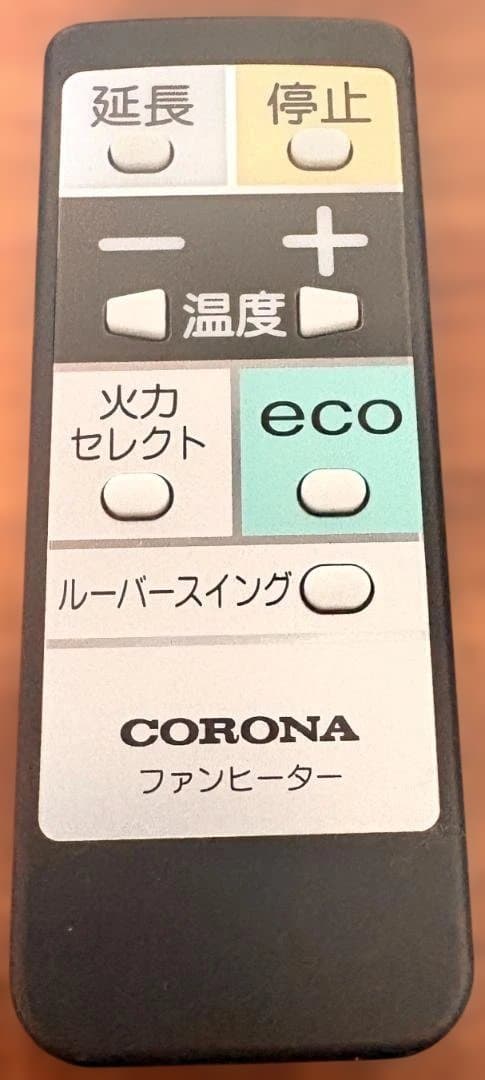 延長 停止
− +
温度
火力
セレクト
eco
ルーバースイング
CORONA
ファンヒーター